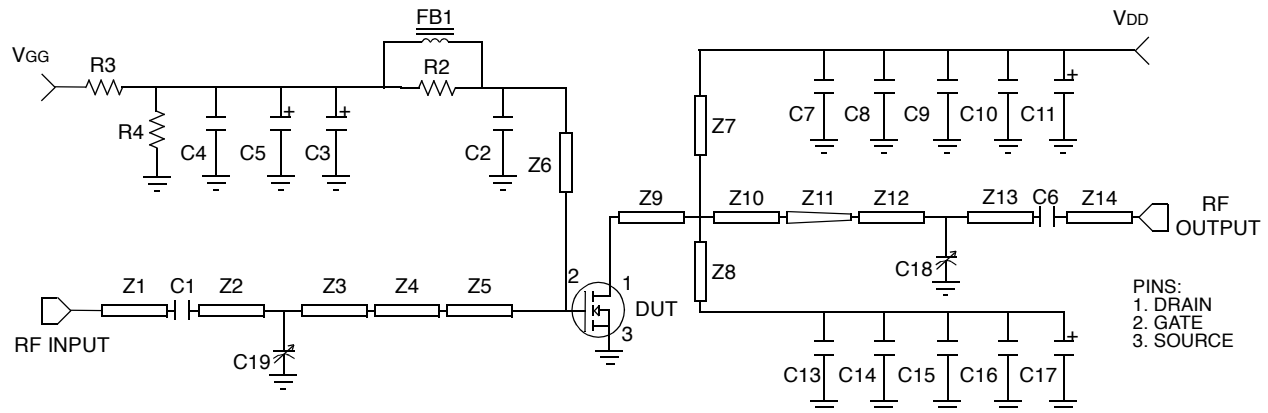 FB1
VDD
VGG
R3
R2
R4
C4
C5
+
C3
+
C2
Z6
Z7
C7
C8
C9
C10
C11
+
Z9
Z10
Z11
Z12
Z13
C6
Z14
RF
OUTPUT
Z8
C18
Z1
C1
Z2
Z3
Z4
Z5
2
1
DUT
3
RF INPUT
C19
PINS:
1. DRAIN
2. GATE
3. SOURCE
C13
C14
C15
C16
C17
+